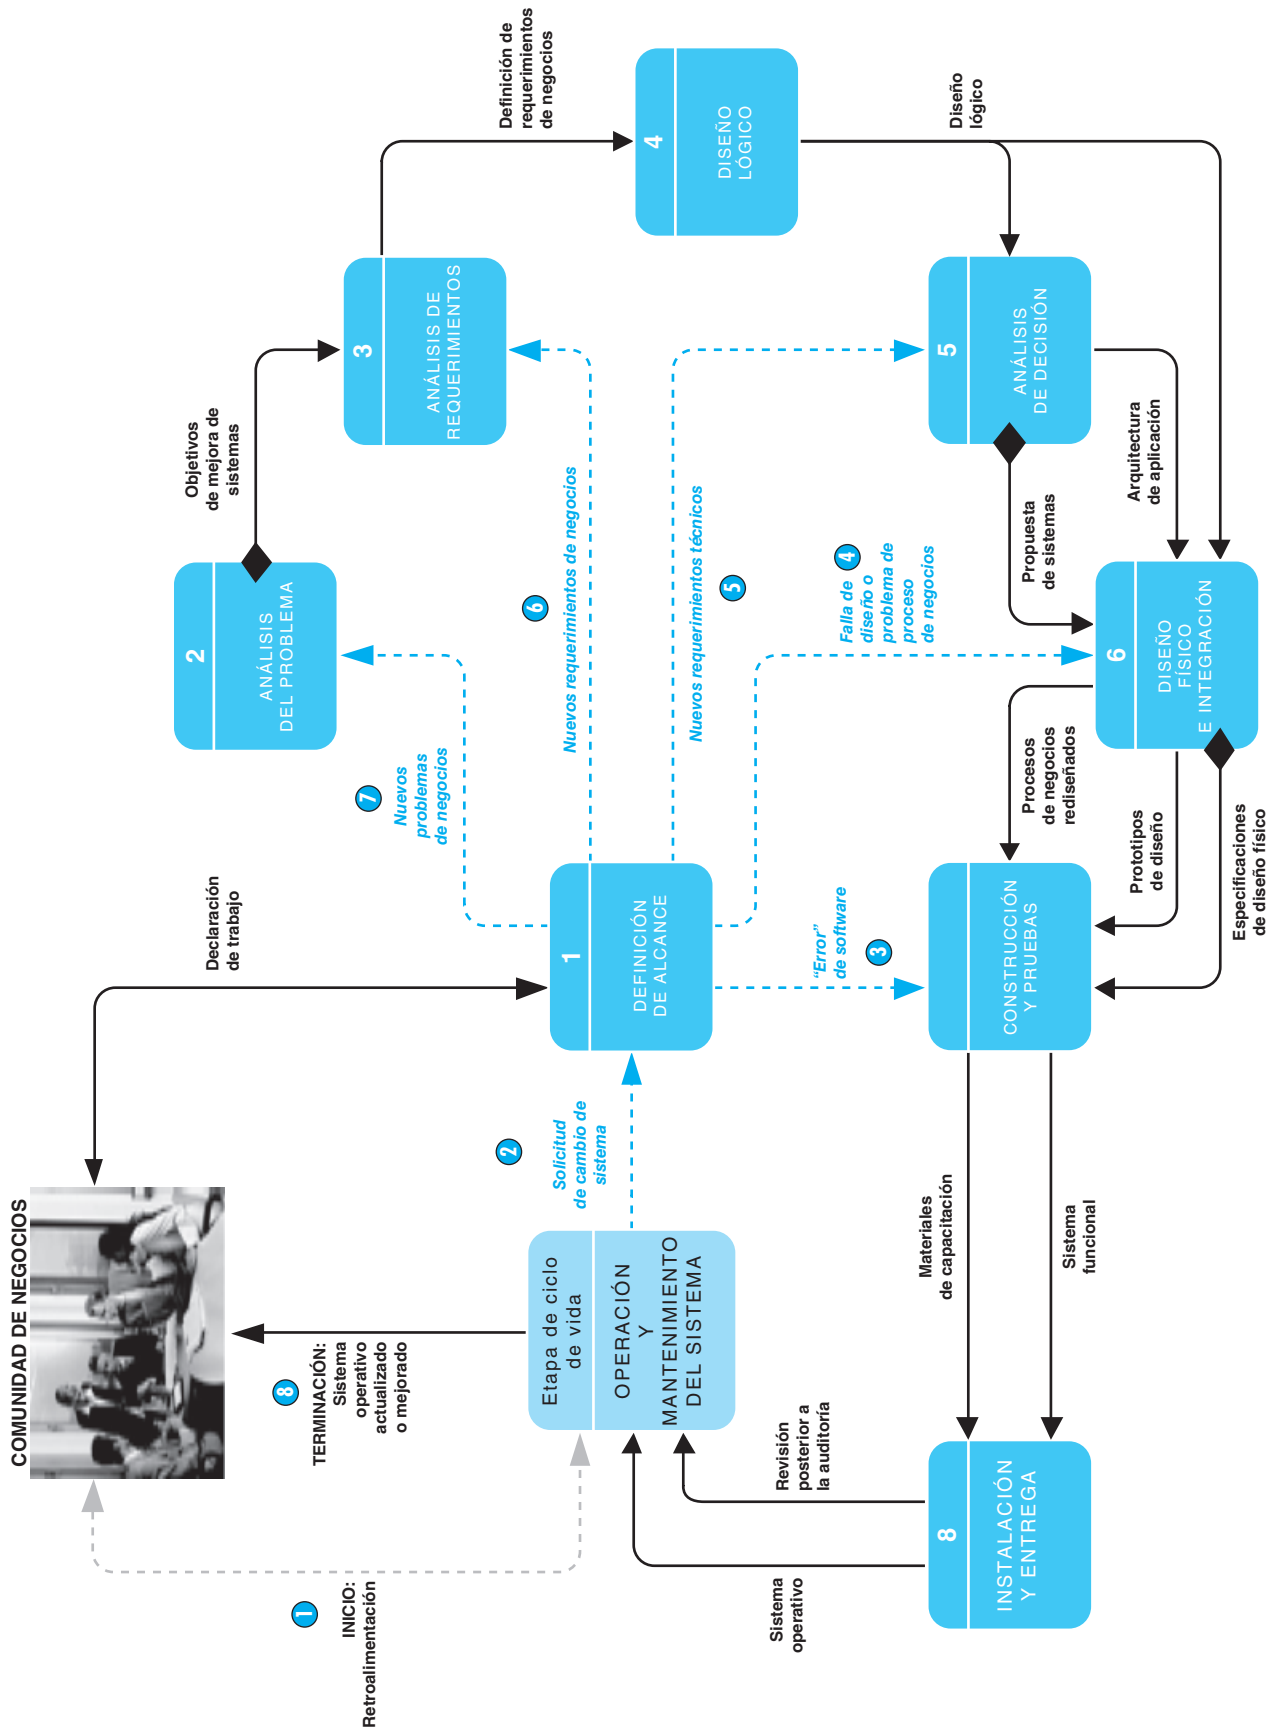 COMUNIDAD DE NEGOCIOS
1
INICIO:
Retroalimentación
8
TERMINACIÓN:
Sistema
operativo
actualizado
o mejorado
Declaración
de trabajo
2
ANÁLISIS
DEL PROBLEMA
Objetivos
de mejora de
sistemas
7
Nuevos
problemas
de negocios
3
ANÁLISIS DE
REQUERIMIENTOS
Definición de
requerimientos
de negocios
Etapa de ciclo
de vida
OPERACIÓN
Y
MANTENIMIENTO
DEL SISTEMA
2
Solicitud
de cambio de
sistema
1
DEFINICIÓN
DE ALCANCE
6
Nuevos requerimientos de negocios
Nuevos requerimientos técnicos
5
4
DISEÑO
LÓGICO
Sistema
operativo
Revisión
posterior a
la auditoría
"Error"
de software
3
Falla de
diseño o
problema de
proceso
de negocios
4
Diseño
lógico
8
INSTALACIÓN
Y ENTREGA
Materiales
de capacitación
Sistema
funcional
CONSTRUCCIÓN
Y PRUEBAS
Procesos
de negocios
rediseñados
Propuesta
de sistemas
5
ANÁLISIS
DE DECISIÓN
Prototipos
de diseño
6
DISEÑO
FÍSICO
E INTEGRACIÓN
Arquitectura
de aplicación
Especificaciones
de diseño físico